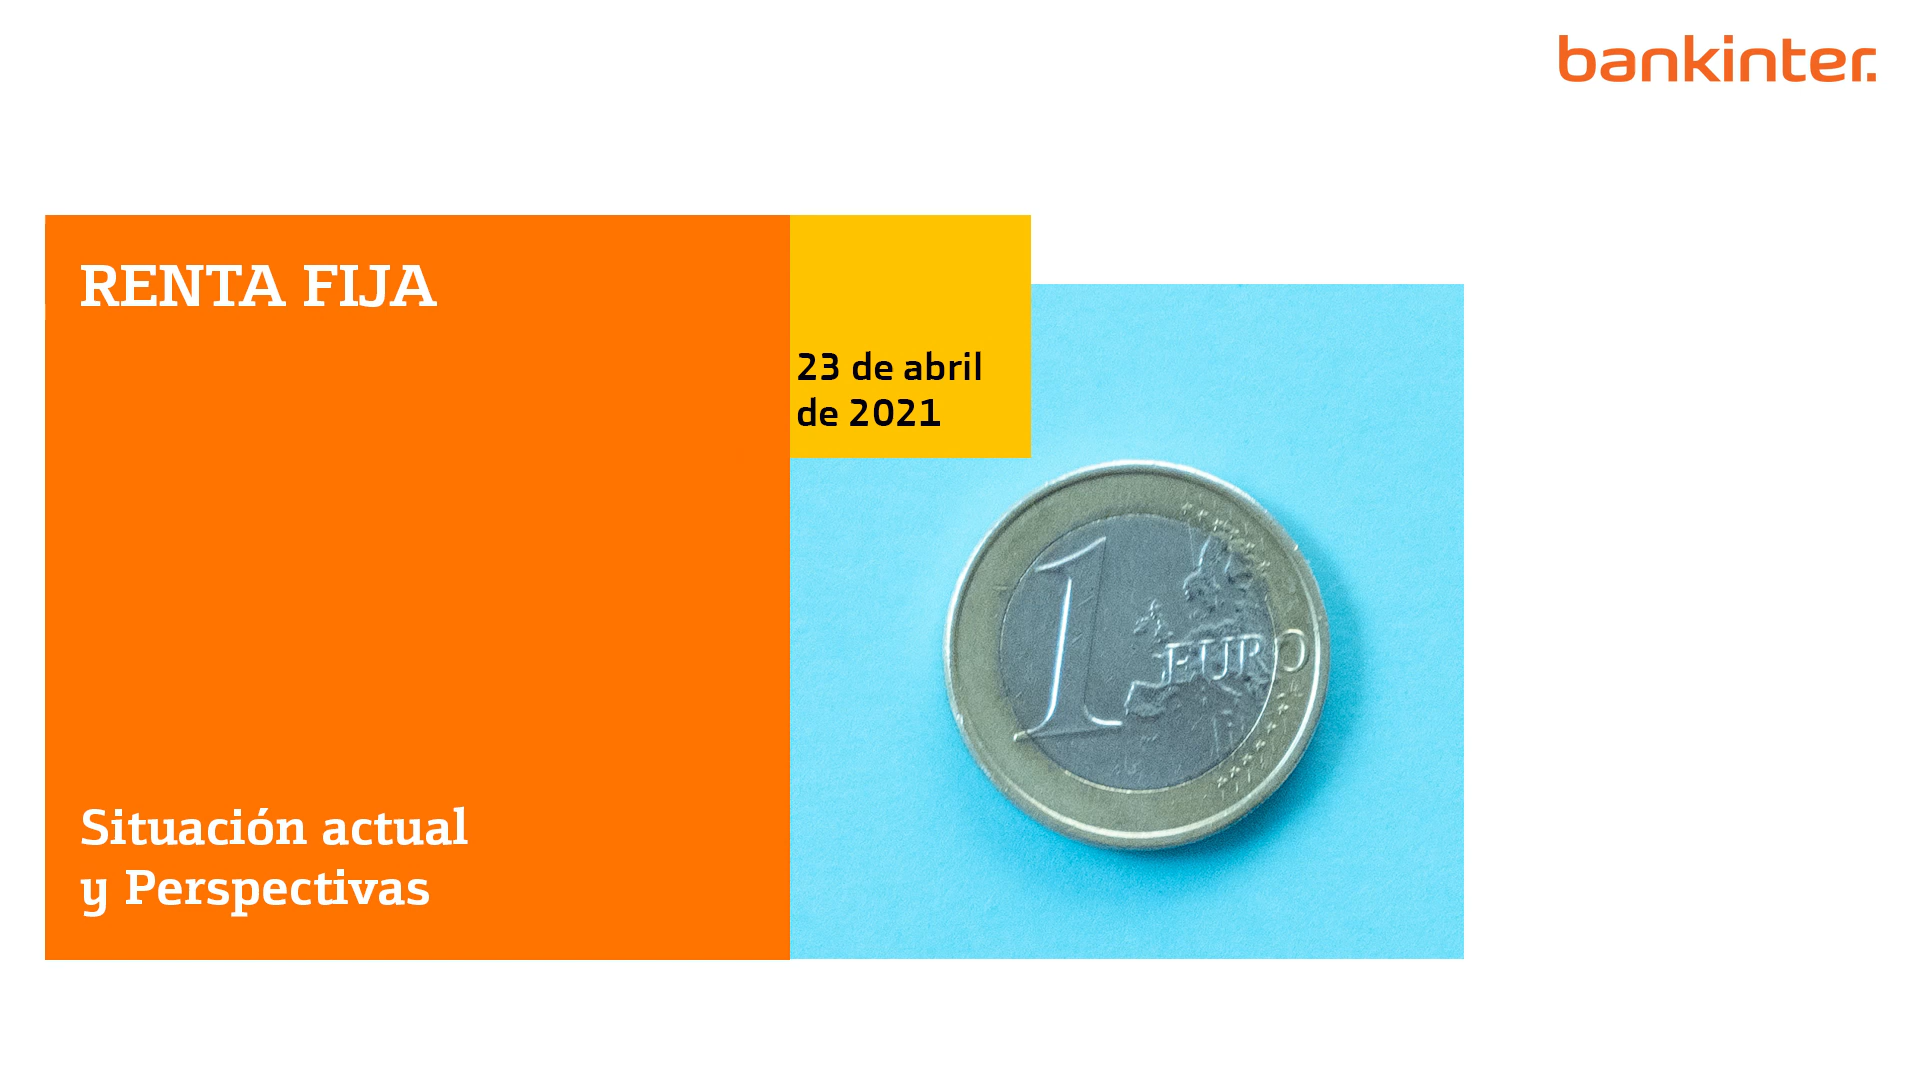 bankinter.
RENTA FIJA
23 de abril
de 2021
1
EURO
Situación actual
y Perspectivas